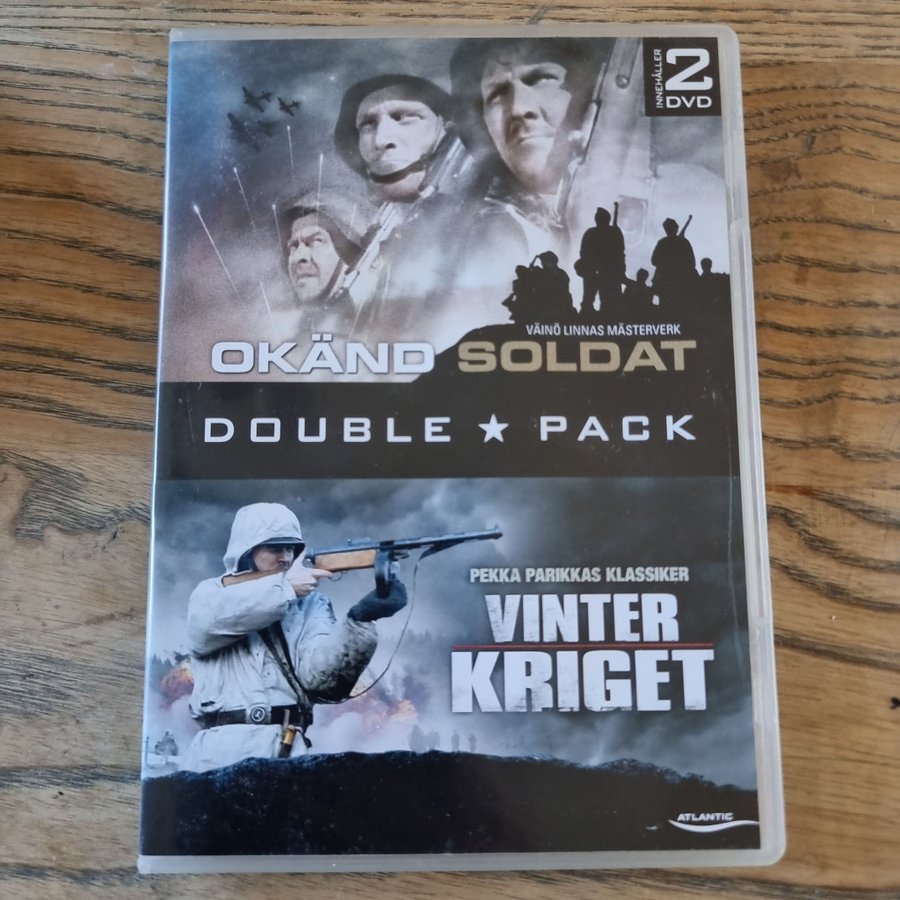 INNEHÅLLER
2
DVD
VÄINÖ LINNAS MÄSTERVERK
OKÄND SOLDAT
DOUBLE ★ PACK
PEKKA PARIKKAS KLASSIKER
VINTER
KRIGET
ATLANTIC